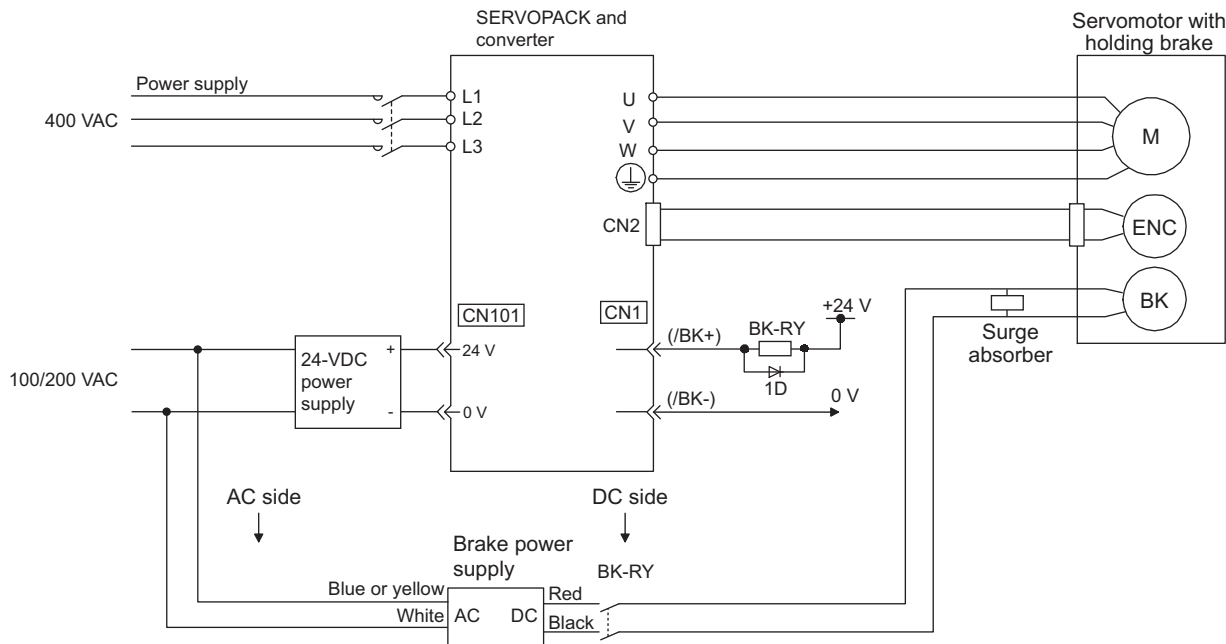 SERVOPACK and
converter
Servomotor with
holding brake
Power supply
400 VAC
L1
L2
L3
U
V
W
M
CN2
ENC
CN101
CN1
BK
+24 V
(/BK+)
BK-RY
Surge
absorber
24-VDC
power
supply
+
24 V
1D
100/200 VAC
-
0 V
(/BK-)
0 V
AC side
DC side
Brake power
supply
BK-RY
Blue or yellow
Red
White
AC
DC
Black